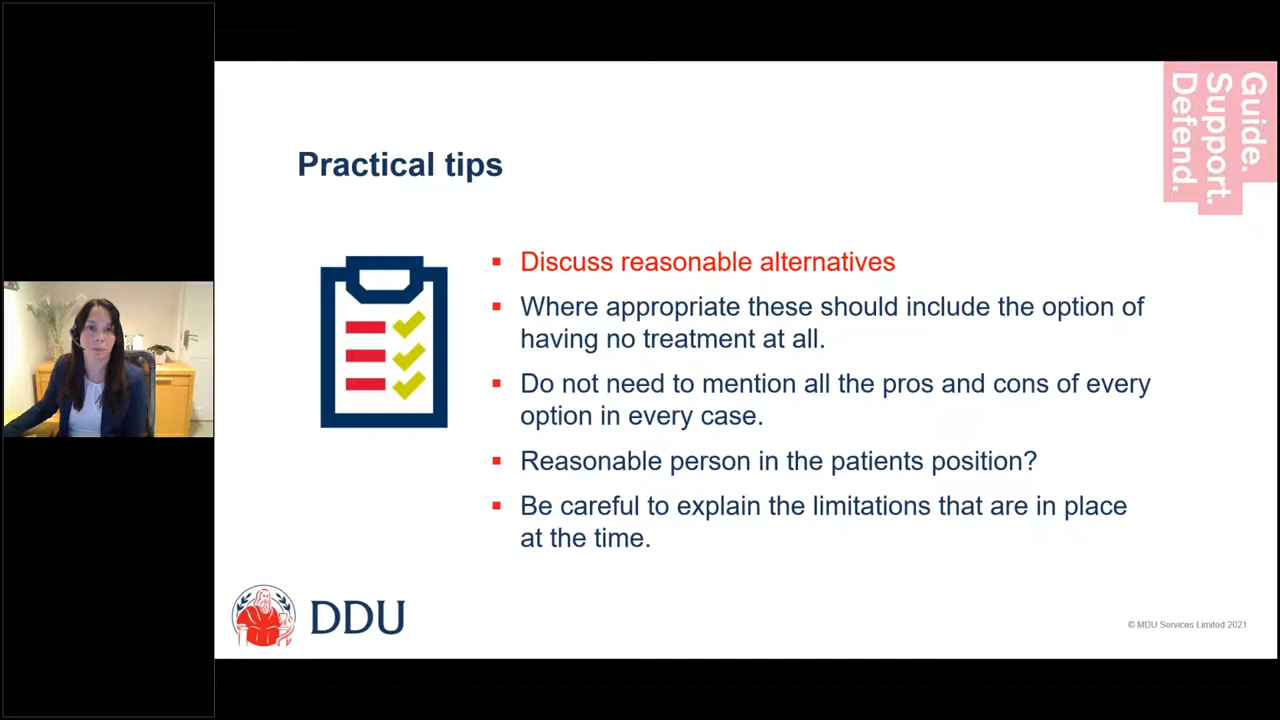 Guide.
Support.
Defend.
Practical tips
Discuss reasonable alternatives
Where appropriate these should include the option of
having no treatment at all.
Do not need to mention all the pros and cons of every
option in every case.
Reasonable person in the patients position?
Be careful to explain the limitations that are in place
at the time.
DDU
© MDU Services Limited 2021